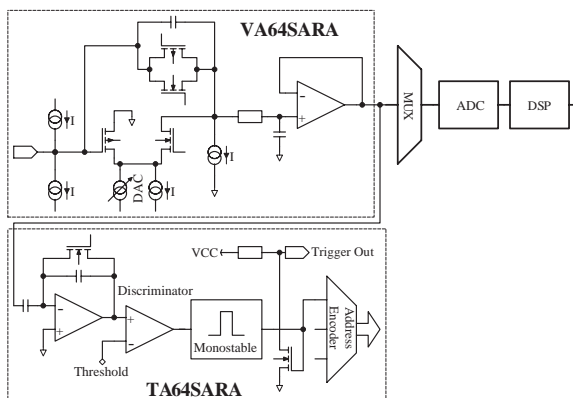 VA64SARA
I
I
I
I
DAC
MUX
ADC
DSP
VCC
Trigger Out
Discriminator
Monostable
Threshold
Address
Encoder
TA64SARA